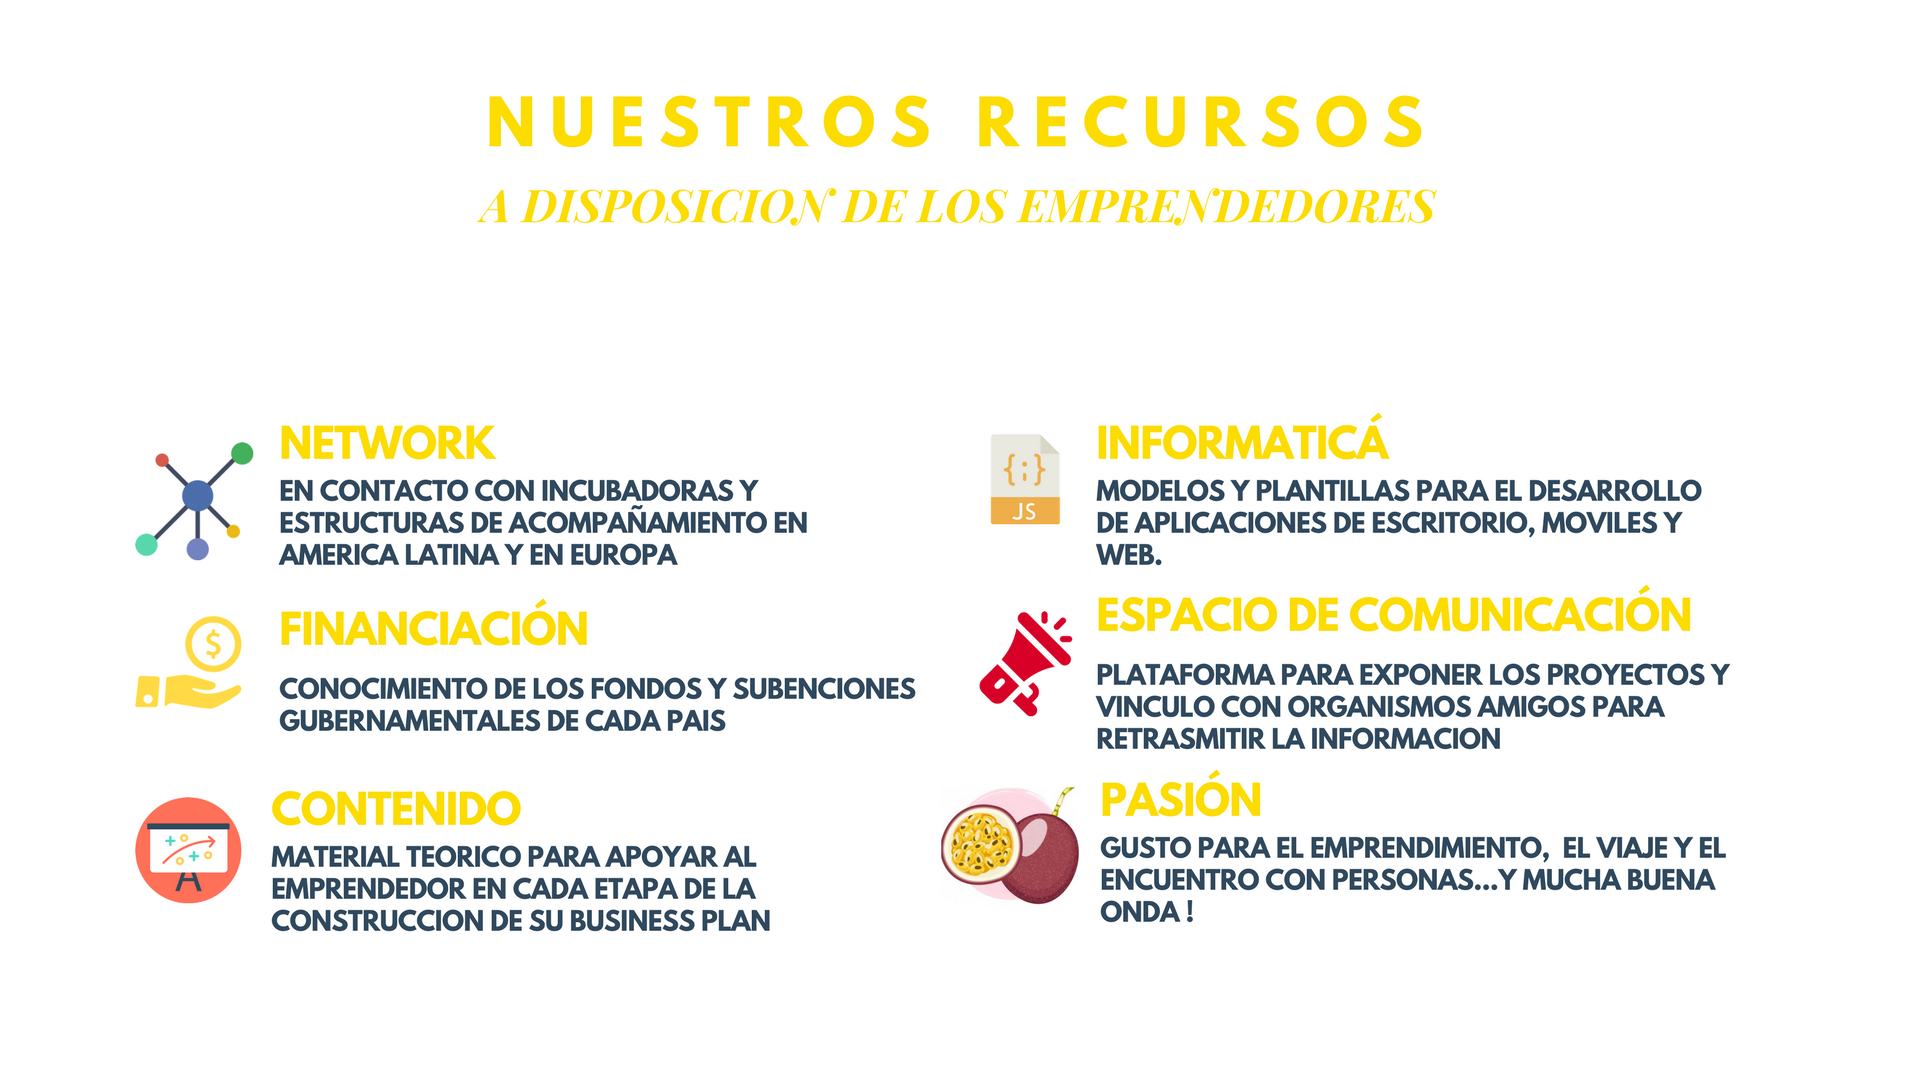 NUESTROS RECURSOS
A DISPOSICION DE LOS EMPRENDEDORES
NETWORK
EN CONTACTO CON INCUBADORAS Y
ESTRUCTURAS DE ACOMPAÑAMIENTO EN
AMERICA LATINA Y EN EUROPA
FINANCIACIÓN
$
CONOCIMIENTO DE LOS FONDOS Y SUBENCIONES
GUBERNAMENTALES DE CADA PAIS
CONTENIDO
MATERIAL TEORICO PARA APOYAR AL
EMPRENDEDOR EN CADA ETAPA DE LA
CONSTRUCCION DE SU BUSINESS PLAN
INFORMATICÁ
{;}
JS
MODELOS Y PLANTILLAS PARA EL DESARROLLO
DE APLICACIONES DE ESCRITORIO, MOVILES Y
WEB.
ESPACIO DE COMUNICACIÓN
PLATAFORMA PARA EXPONER LOS PROYECTOS Y
VINCULO CON ORGANISMOS AMIGOS PARA
RETRASMITIR LA INFORMACION
PASIÓN
GUSTO PARA EL EMPRENDIMIENTO,  EL VIAJE Y EL
ENCUENTRO CON PERSONAS...Y MUCHA BUENA
ONDA !